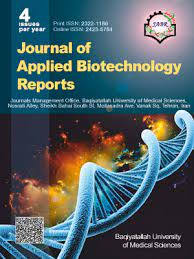 4
ISSUES
per year
Print ISSN: 2322-1186
Online ISSN: 2423-5784
JABR
Journal of
Applied Biotechnology
Reports
Journals Management Office, Baqiyatallah University of Medical Sciences,
Nosrati Alley, Sheikh Bahai South St, Mollasadra Ave, Vanak Sq, Tehran, Iran
Baqiyatallah University
of Medical Sciences